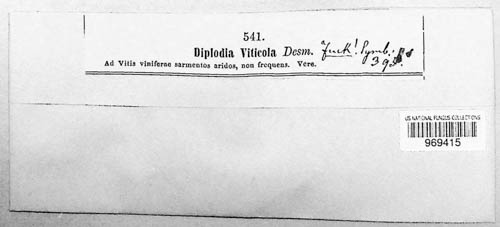 541.
Diplodia Viticola Desm. Fuck! Symb.
393.
Ad Vitis viniferae sarmentos aridos, non frequens. Vere.
US NATIONAL FUNGUS COLLECTIONS
969415